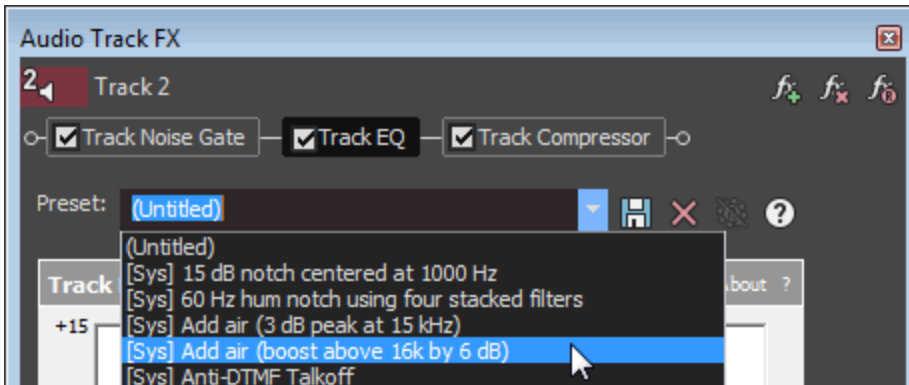 Audio Track FX
2 Track 2
Track Noise Gate Track EQ Track Compressor
Preset: (Untitled) ?
(Untitled)
[Sys] 15 dB notch centered at 1000 Hz
Track About ?
[Sys] 60 Hz hum notch using four stacked filters
+15 [Sys] Add air (3 dB peak at 15 kHz)
[Sys] Add air (boost above 16k by 6 dB)
[Sys] Anti-DTMF Talkoff